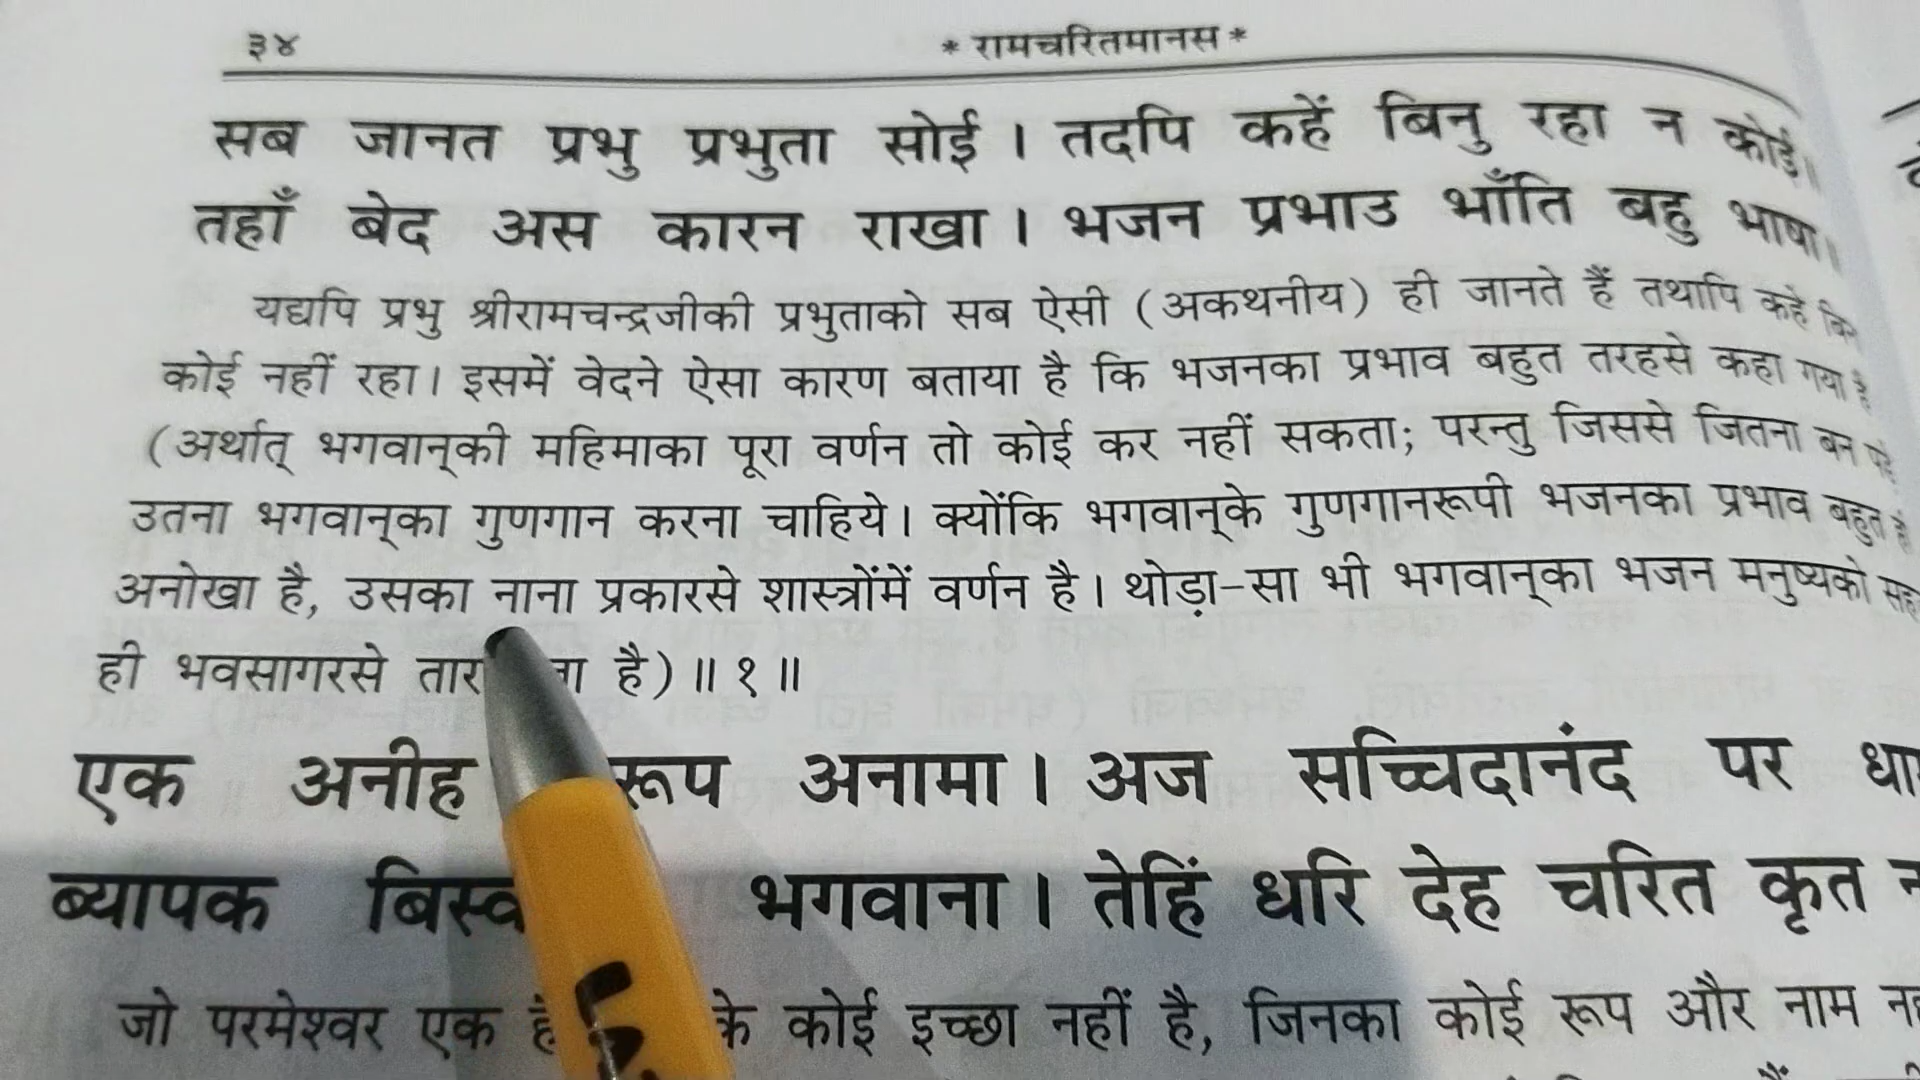 ३४ * रामचरितमानस *
सब जानत प्रभु प्रभुता सोई । तदपि कहें बिनु रहा न कोई॥
तहाँ बेद अस कारन राखा । भजन प्रभाउ भाँति बहु भाषा॥
यद्यपि प्रभु श्रीरामचन्द्रजीकी प्रभुताको सब ऐसी (अकथनीय) ही जानते हैं तथापि कहे
कोई नहीं रहा। इसमें वेदने ऐसा कारण बताया है कि भजनका प्रभाव बहुत तरहसे कहा गया है
(अर्थात् भगवान्‌की महिमाका पूरा वर्णन तो कोई कर नहीं सकता; परन्तु जिससे जितना बन
उतना भगवान्‌का गुणगान करना चाहिये। क्योंकि भगवान्‌के गुणगानरूपी भजनका प्रभाव बहुत
अनोखा है, उसका नाना प्रकारसे शास्त्रोंमें वर्णन है। थोड़ा-सा भी भगवान्‌का भजन मनुष्यको
ही भवसागरसे तार है)॥१॥
एक अनीह रूप अनामा । अज सच्चिदानंद पर
ब्यापक बिस्व भगवाना । तेहिं धरि देह चरित कृत
जो परमेश्वर एक के कोई इच्छा नहीं है, जिनका कोई रूप और नाम